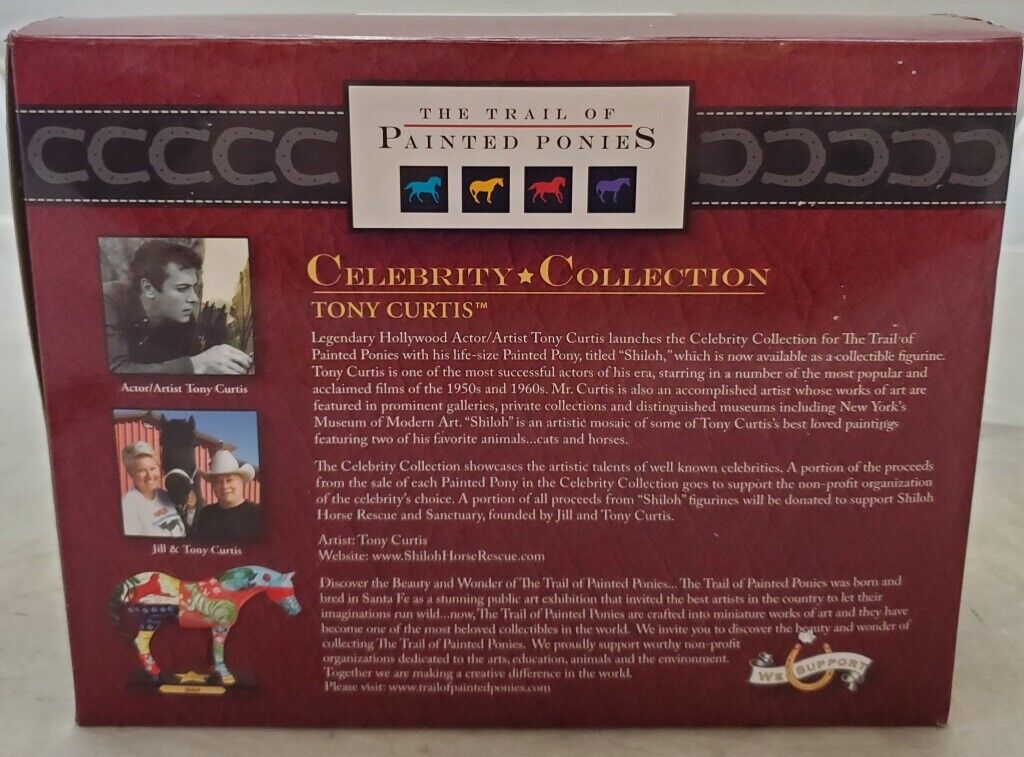 THE TRAIL OF
PAINTED PONIES
CELEBRITY★COLLECTION
TONY CURTIS™
Legendary Hollywood Actor/Artist Tony Curtis launches the Celebrity Collection for The Trail of
Painted Ponies with his life-size Painted Pony, titled "Shiloh," which is now available as a collectible figurine.
Tony Curtis is one of the most successful actors of his era, starring in a number of the most popular and
acclaimed films of the 1950s and 1960s. Mr. Curtis is also an accomplished artist whose works of art are
featured in prominent galleries, private collections and distinguished museums including New York's
Museum of Modern Art. "Shiloh" is an artistic mosaic of some of Tony Curtis's best loved paintings
featuring two of his favorite animals...cats and horses.
The Celebrity Collection showcases the artistic talents of well known celebrities. A portion of the proceeds
from the sale of each Painted Pony in the Celebrity Collection goes to support the non-profit organization
of the celebrity's choice. A portion of all proceeds from "Shiloh" figurines will be donated to support Shiloh
Horse Rescue and Sanctuary, founded by Jill and Tony Curtis.
Artist: Tony Curtis
Website: www.ShilohHorseRescue.com
Discover the Beauty and Wonder of The Trail of Painted Ponies... The Trail of Painted Ponies was born and
bred in Santa Fe as a stunning public art exhibition that invited the best artists in the country to let their
imaginations run wild...now, The Trail of Painted Ponies are crafted into miniature works of art and they have
become one of the most beloved collectibles in the world. We invite you to discover the beauty and wonder of
collecting The Trail of Painted Ponies. We proudly support worthy non-profit
organizations dedicated to the arts, education, animals and the environment.
Together we are making a creative difference in the world.
Please visit: www.trailofpaintedponies.com
Actor/Artist Tony Curtis
Jill & Tony Curtis
Shiloh
WE SUPPORT